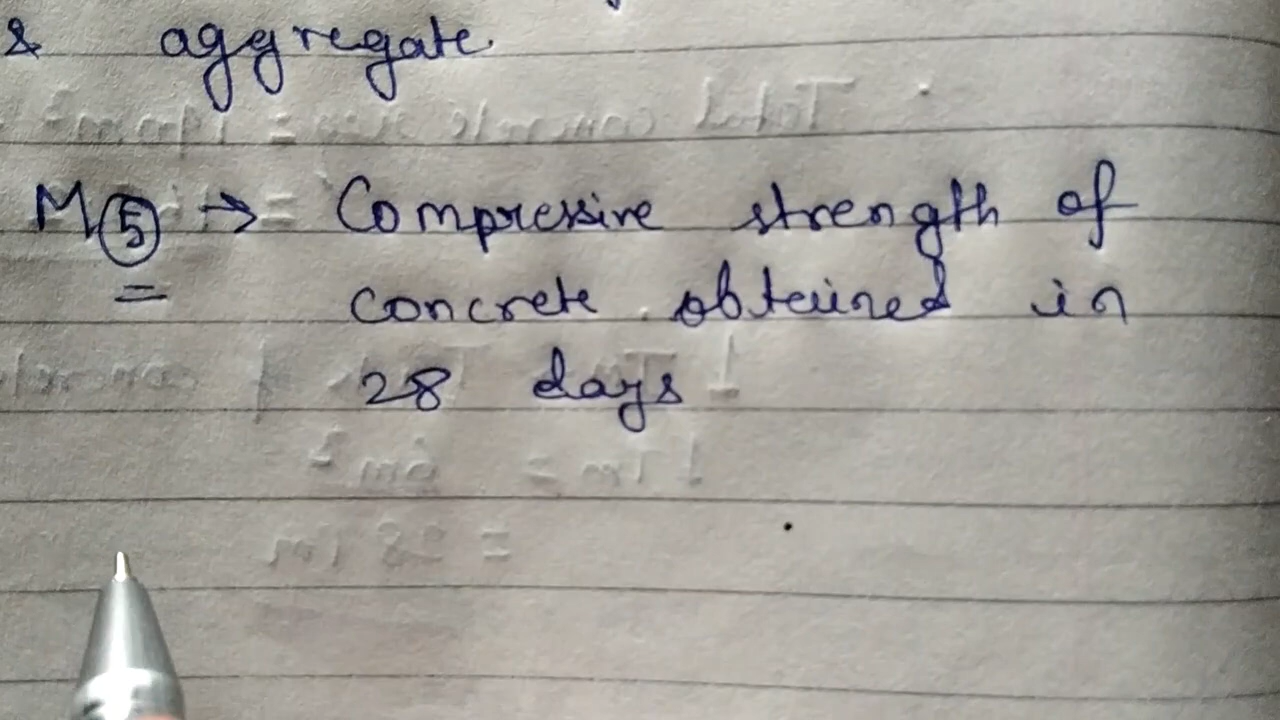 & aggregate.
M⑤ → Compressive strength of
concrete obtained in
28 days